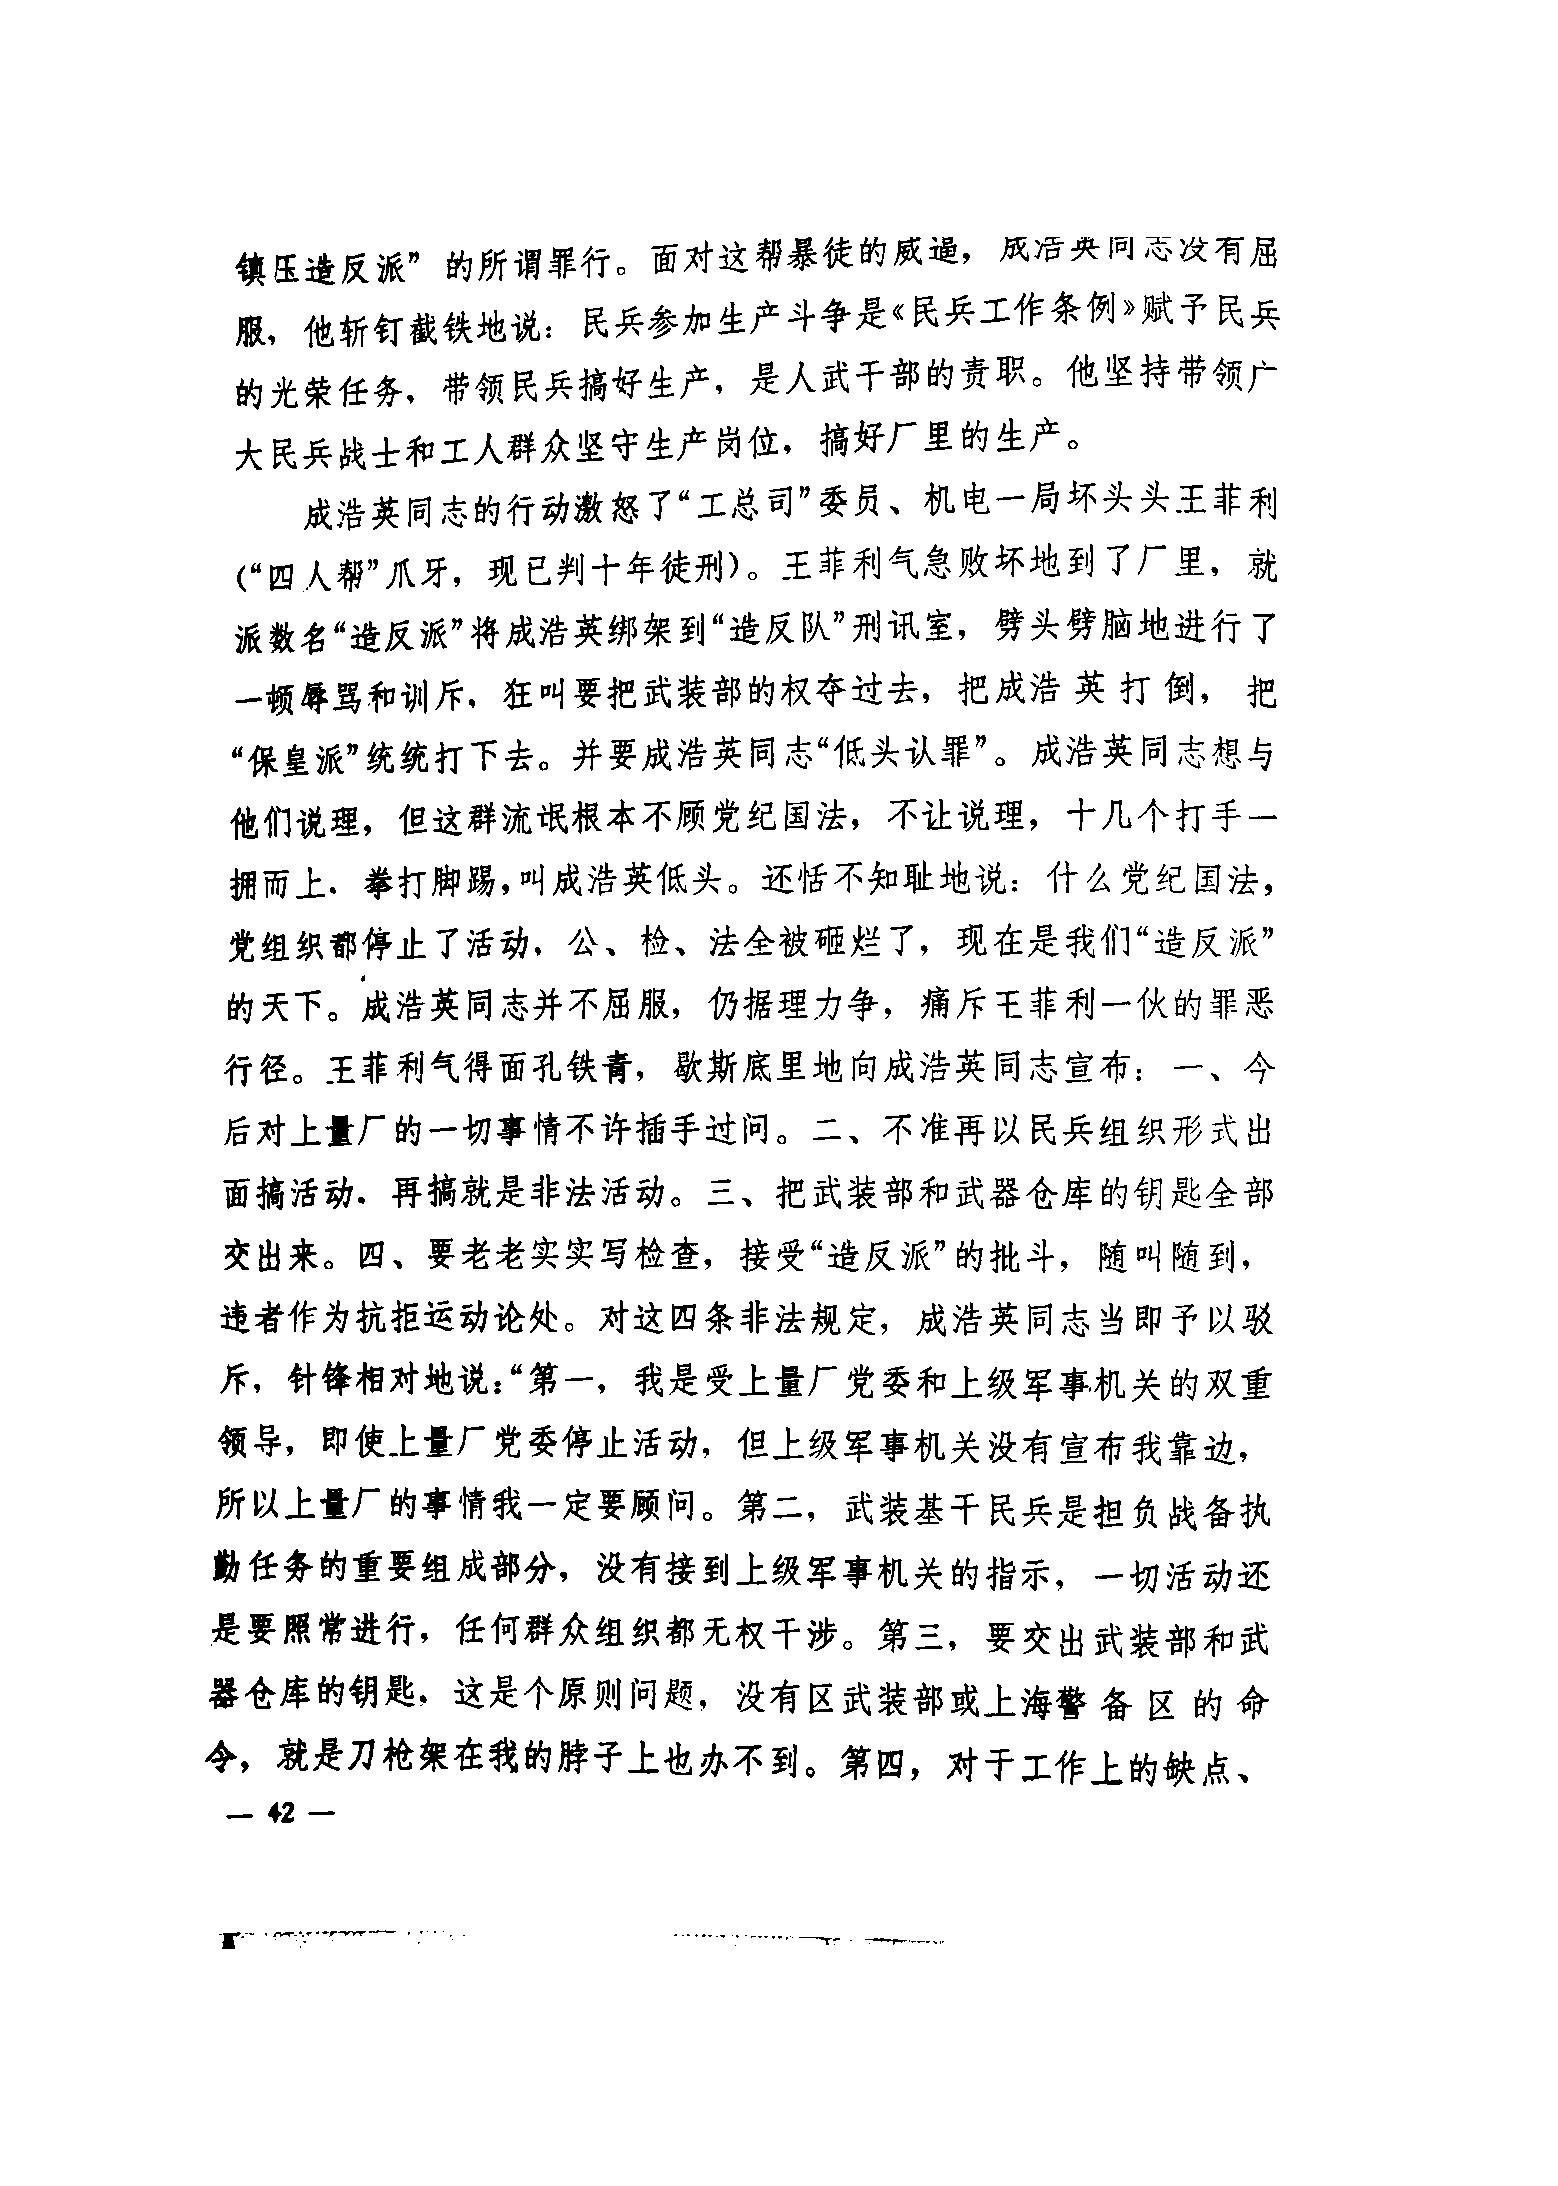 镇压造反派”的所谓罪行。面对这帮暴徒的威逼，成浩英同志没有屈
服，他斩钉截铁地说：民兵参加生产斗争是《民兵工作条例》赋予民兵
的光荣任务，带领民兵搞好生产，是人武干部的责职。他坚持带领广
大民兵战士和工人群众坚守生产岗位，搞好厂里的生产。
成浩英同志的行动激怒了“工总司”委员、机电一局坏头头王菲利
（“四人帮”爪牙，现已判十年徒刑）。王菲利气急败坏地到了厂里，就
派数名“造反派”将成浩英绑架到“造反队”刑讯室，劈头劈脑地进行了
一顿辱骂和训斥，狂叫要把武装部的权夺过去，把成浩英打倒，把
“保皇派”统统打下去。并要成浩英同志“低头认罪”。成浩英同志想与
他们说理，但这群流氓根本不顾党纪国法，不让说理，十几个打手一
拥而上，拳打脚踢，叫成浩英低头。还恬不知耻地说：什么党纪国法，
党组织都停止了活动，公、检、法全被砸烂了，现在是我们“造反派”
的天下。成浩英同志并不屈服，仍据理力争，痛斥王菲利一伙的罪恶
行径。王菲利气得面孔铁青，歇斯底里地向成浩英同志宣布：一、今
后对上量厂的一切事情不许插手过问。二、不准再以民兵组织形式出
面搞活动，再搞就是非法活动。三、把武装部和武器仓库的钥匙全部
交出来。四、要老老实实写检查，接受“造反派”的批斗，随叫随到，
违者作为抗拒运动论处。对这四条非法规定，成浩英同志当即予以驳
斥，针锋相对地说：“第一，我是受上量厂党委和上级军事机关的双重
领导，即使上量厂党委停止活动，但上级军事机关没有宣布我靠边，
所以上量厂的事情我一定要顾问。第二，武装基干民兵是担负战备执
勤任务的重要组成部分，没有接到上级军事机关的指示，一切活动还
是要照常进行，任何群众组织都无权干涉。第三，要交出武装部和武
器仓库的钥匙，这是个原则问题，没有区武装部或上海警备区的命
令，就是刀枪架在我的脖子上也办不到。第四，对于工作上的缺点、
— 42 —